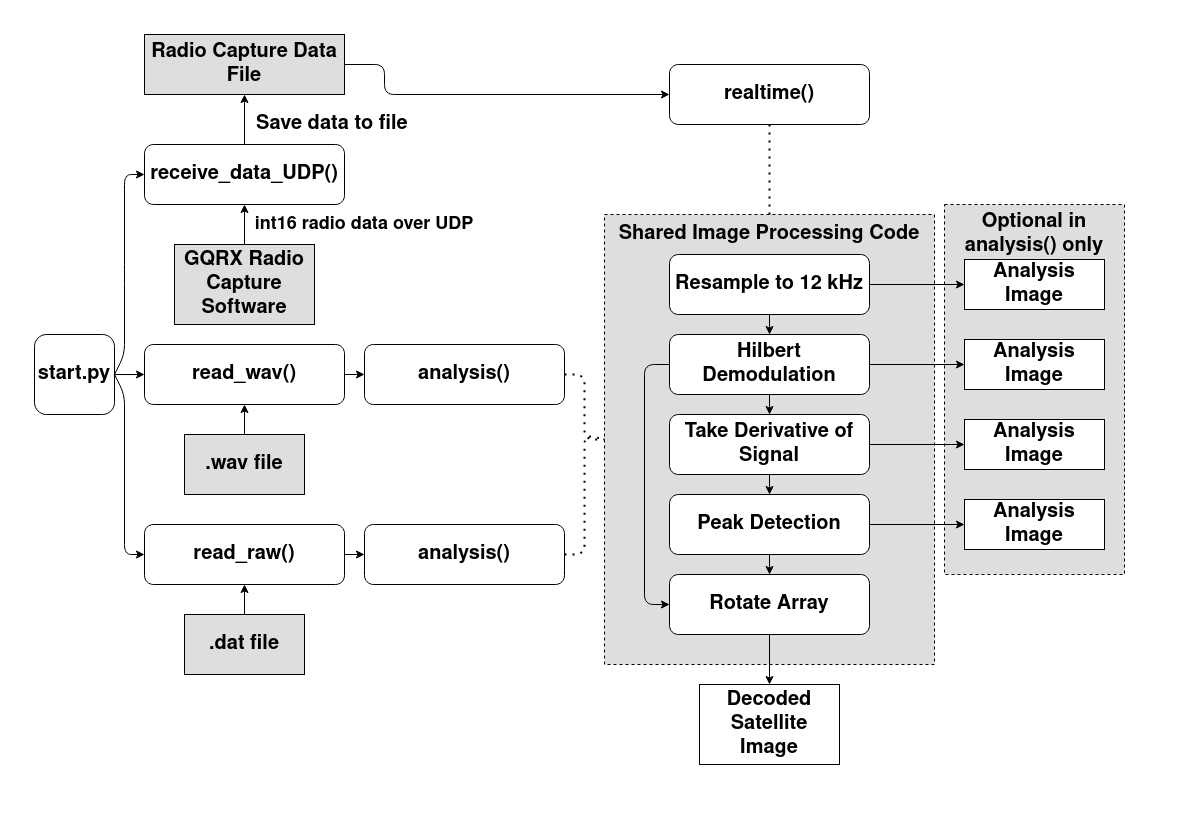 Radio Capture Data
File
realtime()
Save data to file
receive_data_UDP()
int16 radio data over UDP
GQRX Radio
Capture
Software
start.py
read_wav()
analysis()
.wav file
read_raw()
analysis()
.dat file
Shared Image Processing Code
Resample to 12 kHz
Hilbert
Demodulation
Take Derivative of
Signal
Peak Detection
Rotate Array
Decoded
Satellite
Image
Optional in
analysis() only
Analysis
Image
Analysis
Image
Analysis
Image
Analysis
Image